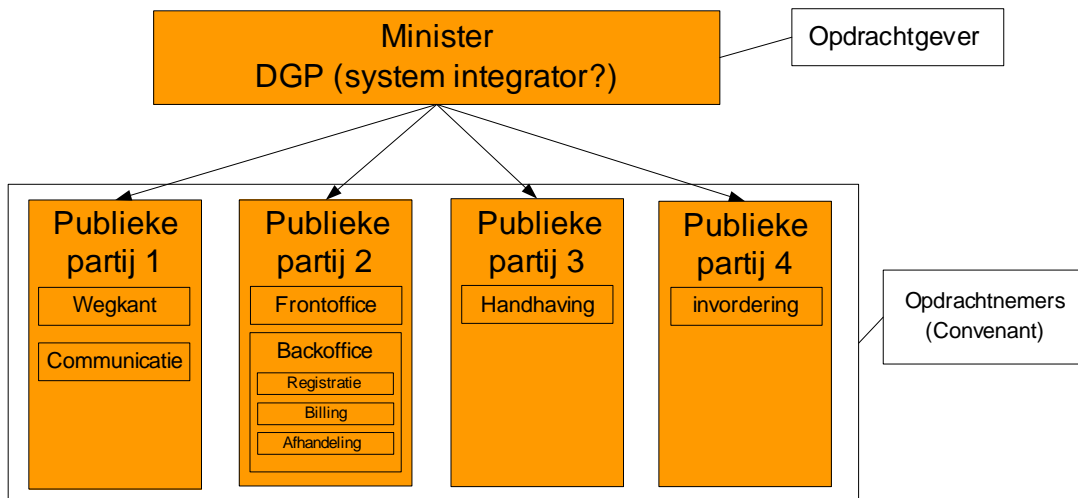 Minister
DGP (system integrator?)
Opdrachtgever
Publieke
partij 1
Wegkant
Communicatie
Publieke
partij 2
Frontoffice
Backoffice
Registratie
Billing
Afhandeling
Publieke
partij 3
Handhaving
Publieke
partij 4
invordering
Opdrachtnemers
(Convenant)